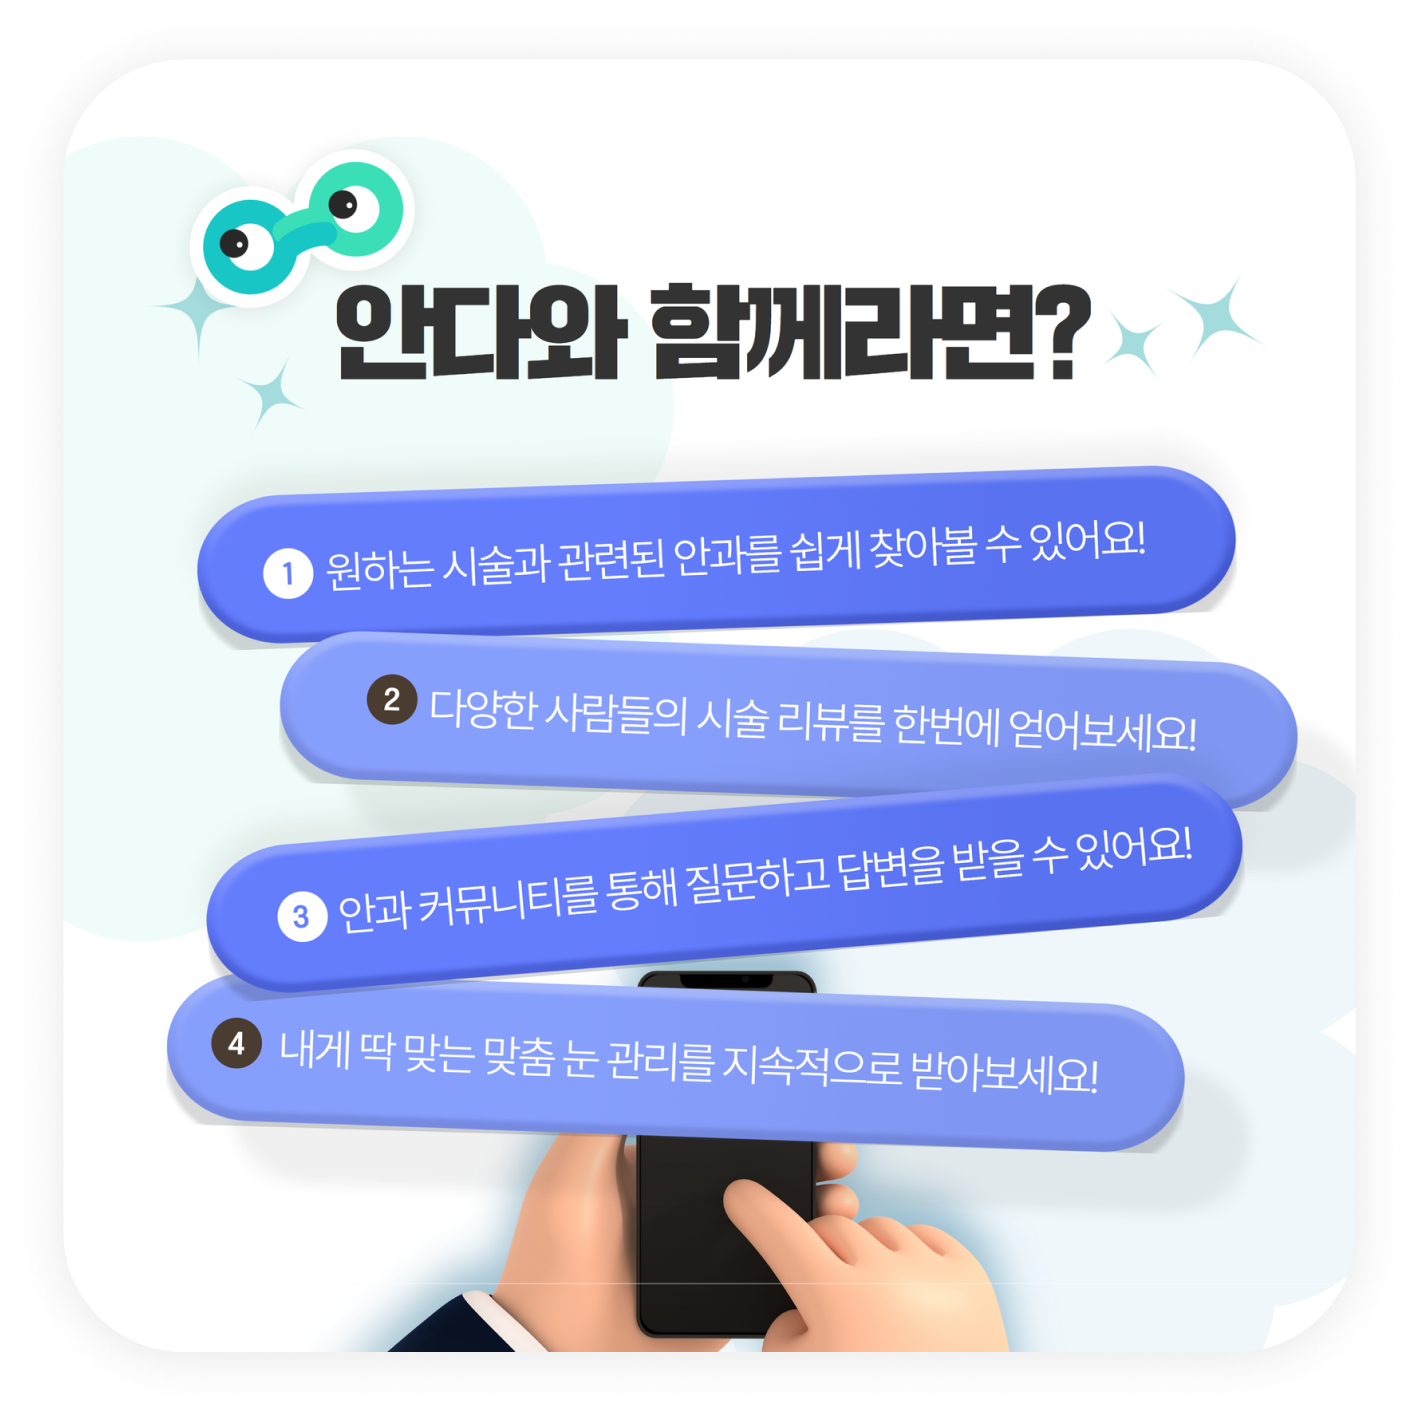 안다와 함께라면?
1 원하는 시술과 관련된 안과를 쉽게 찾아볼 수 있어요!
2 다양한 사람들의 시술 리뷰를 한번에 얻어보세요!
3 안과 커뮤니티를 통해 질문하고 답변을 받을 수 있어요!
4 내게 딱 맞는 맞춤 눈 관리를 지속적으로 받아보세요!